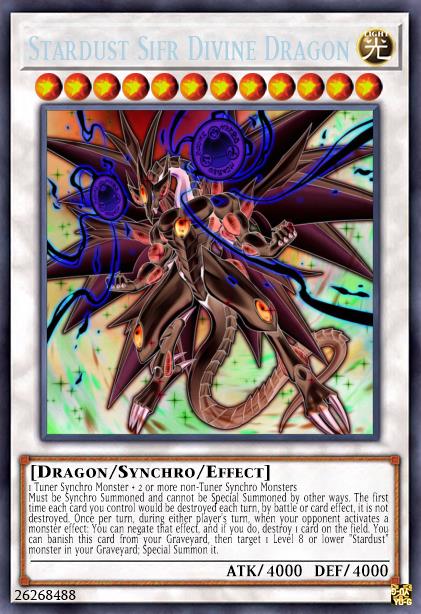 Stardust Sifr Divine Dragon
LIGHT
光
[Dragon/Synchro/Effect]
1 Tuner Synchro Monster + 2 or more non-Tuner Synchro Monsters
Must be Synchro Summoned and cannot be Special Summoned by other ways. The first
time each card you control would be destroyed each turn, by battle or card effect, it is not
destroyed. Once per turn, during either player's turn, when your opponent activates a
monster effect: You can negate that effect, and if you do, destroy 1 card on the field. You
can banish this card from your Graveyard, then target 1 Level 8 or lower "Stardust"
monster in your Graveyard; Special Summon it.
ATK/4000 DEF/4000
26268488